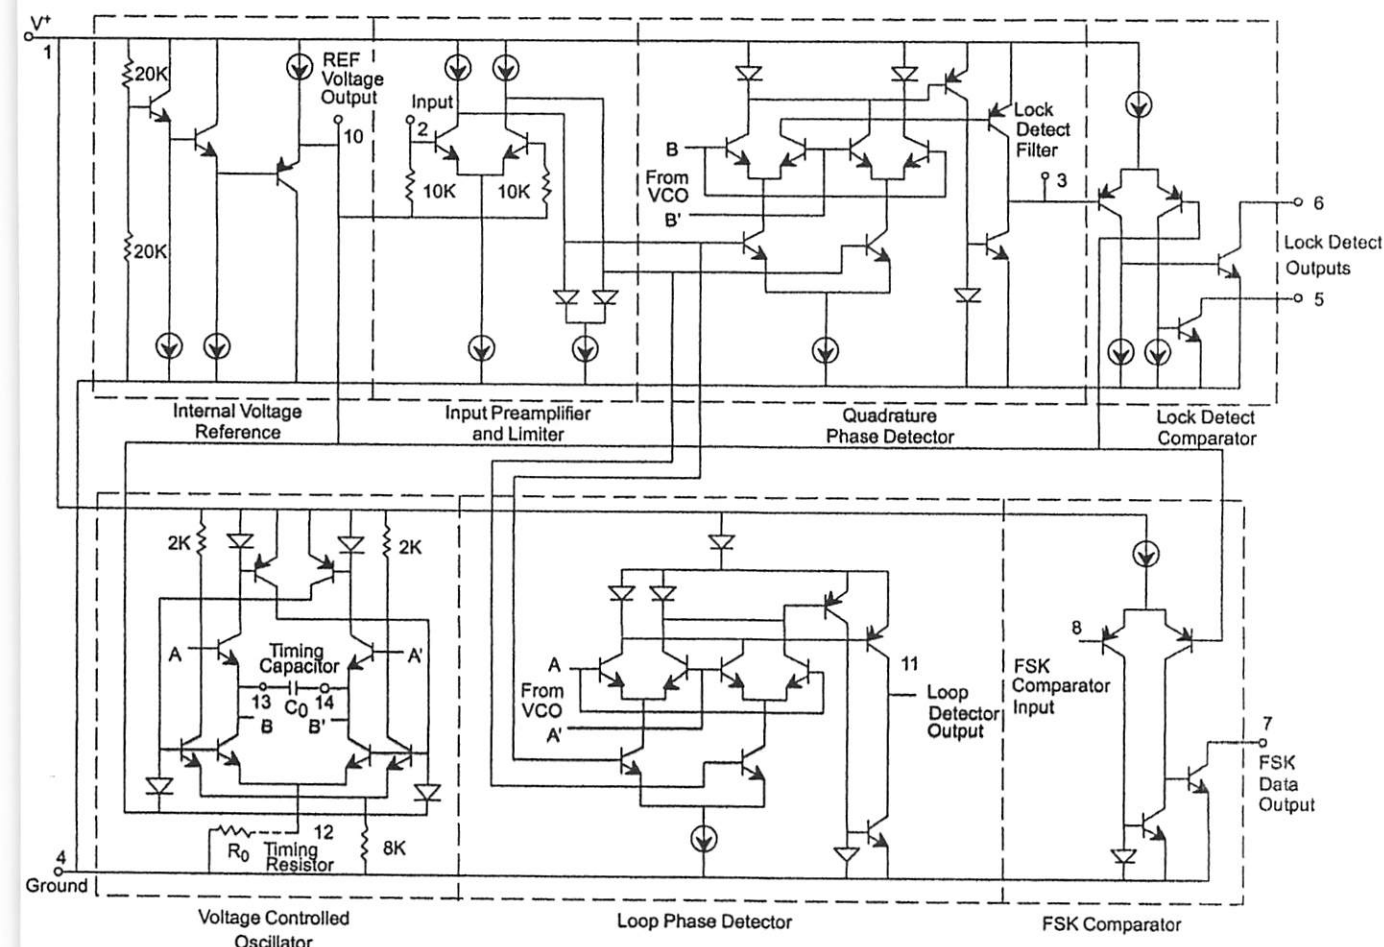 V+
1
20K
20K
REF
Voltage
Output
10
Input
2
10K
10K
B
From
VCO
B'
Lock
Detect
Filter
3
6
Lock Detect
Outputs
5
Internal Voltage
Reference
Input Preamplifier
and Limiter
Quadrature
Phase Detector
Lock Detect
Comparator
2K
2K
A
A'
Timing
Capacitor
13
C0
14
B
B'
12
R0
Timing
Resistor
8K
4
Ground
A
From
VCO
A'
11
Loop
Detector
Output
8
FSK
Comparator
Input
7
FSK
Data
Output
Voltage Controlled
Oscillator
Loop Phase Detector
FSK Comparator